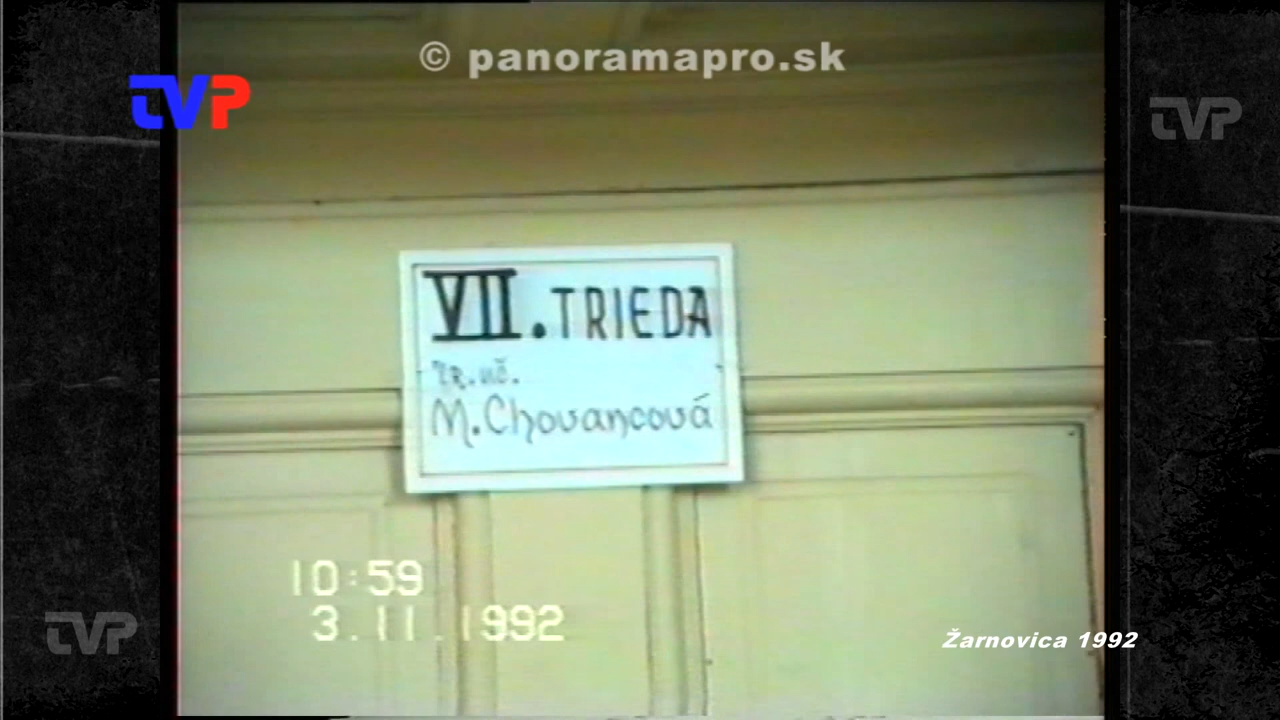 © panoramapro.sk
TVP
TVP
VII. TRIEDA
TR. UČ.
M. Chovancová
10:59
3.11.1992
TVP
Žarnovica 1992